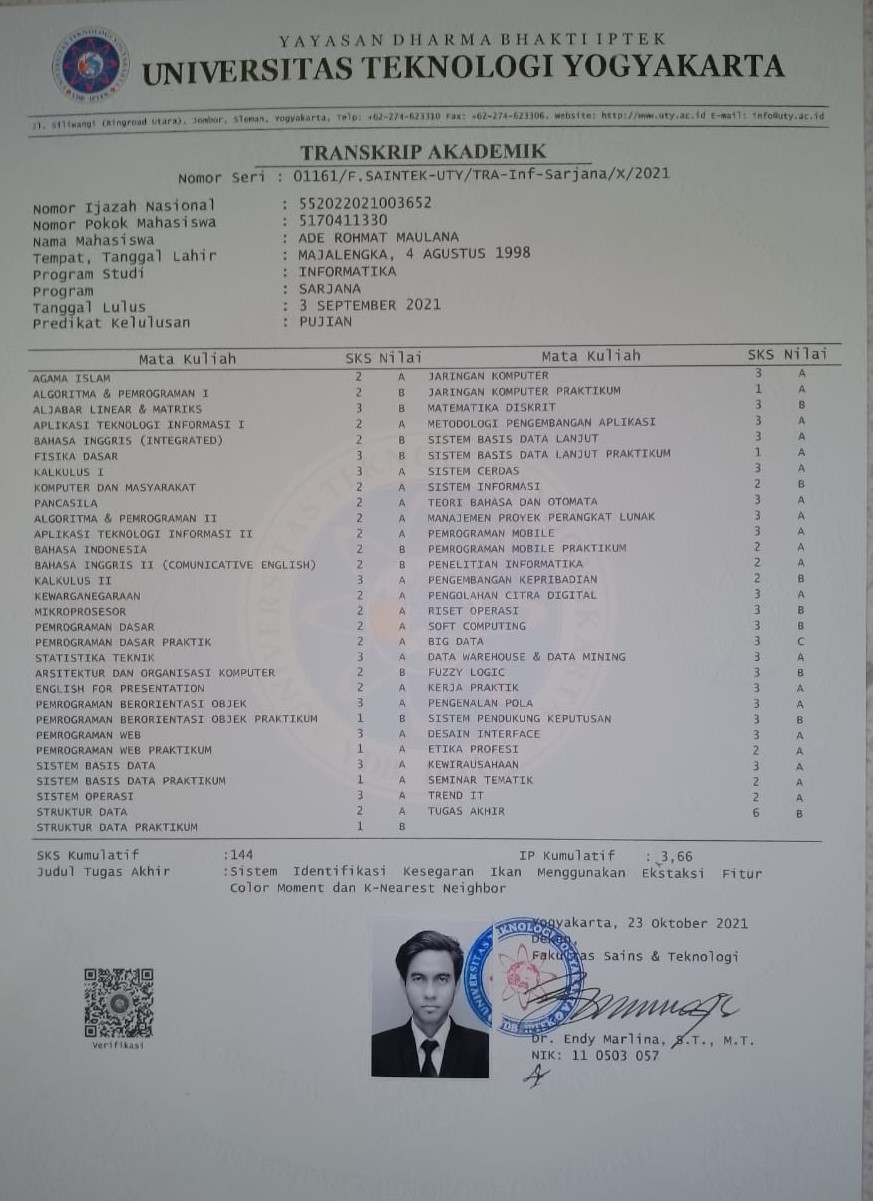 YAYASAN DHARMA BHAKTI IPTEK
UNIVERSITAS TEKNOLOGI YOGYAKARTA
Jl. Siliwangi (Ringroad Utara), Jombor, Sleman, Yogyakarta, Telp: +62-274-623310 Fax: +62-274-623306, Website: http://www.uty.ac.id E-mail: info@uty.ac.id
TRANSKRIP AKADEMIK
Nomor Seri : 01161/F.SAINTEK-UTY/TRA-Inf-Sarjana/X/2021
Nomor Ijazah Nasional : 552022021003652
Nomor Pokok Mahasiswa : 5170411330
Nama Mahasiswa : ADE ROHMAT MAULANA
Tempat, Tanggal Lahir : MAJALENGKA, 4 AGUSTUS 1998
Program Studi : INFORMATIKA
Program : SARJANA
Tanggal Lulus : 3 SEPTEMBER 2021
Predikat Kelulusan : PUJIAN
Mata Kuliah SKS Nilai Mata Kuliah SKS Nilai
AGAMA ISLAM 2 A JARINGAN KOMPUTER 3 A
ALGORITMA & PEMROGRAMAN I 2 B JARINGAN KOMPUTER PRAKTIKUM 1 A
ALJABAR LINEAR & MATRIKS 3 B MATEMATIKA DISKRIT 3 B
APLIKASI TEKNOLOGI INFORMASI I 2 A METODOLOGI PENGEMBANGAN APLIKASI 3 A
BAHASA INGGRIS (INTEGRATED) 2 B SISTEM BASIS DATA LANJUT 3 A
FISIKA DASAR 3 B SISTEM BASIS DATA LANJUT PRAKTIKUM 1 A
KALKULUS I 3 A SISTEM CERDAS 3 A
KOMPUTER DAN MASYARAKAT 2 A SISTEM INFORMASI 2 B
PANCASILA 2 A TEORI BAHASA DAN OTOMATA 3 A
ALGORITMA & PEMROGRAMAN II 2 A MANAJEMEN PROYEK PERANGKAT LUNAK 3 A
APLIKASI TEKNOLOGI INFORMASI II 2 A PEMROGRAMAN MOBILE 3 A
BAHASA INDONESIA 2 B PEMROGRAMAN MOBILE PRAKTIKUM 2 A
BAHASA INGGRIS II (COMUNICATIVE ENGLISH) 2 B PENELITIAN INFORMATIKA 2 A
KALKULUS II 3 A PENGEMBANGAN KEPRIBADIAN 2 B
KEWARGANEGARAAN 2 A PENGOLAHAN CITRA DIGITAL 3 A
MIKROPROSESOR 2 A RISET OPERASI 3 B
PEMROGRAMAN DASAR 2 A SOFT COMPUTING 3 B
PEMROGRAMAN DASAR PRAKTIK 2 A BIG DATA 3 C
STATISTIKA TEKNIK 3 A DATA WAREHOUSE & DATA MINING 3 A
ARSITEKTUR DAN ORGANISASI KOMPUTER 2 B FUZZY LOGIC 3 B
ENGLISH FOR PRESENTATION 2 A KERJA PRAKTIK 3 A
PEMROGRAMAN BERORIENTASI OBJEK 3 A PENGENALAN POLA 3 A
PEMROGRAMAN BERORIENTASI OBJEK PRAKTIKUM 1 B SISTEM PENDUKUNG KEPUTUSAN 3 B
PEMROGRAMAN WEB 3 A DESAIN INTERFACE 3 A
PEMROGRAMAN WEB PRAKTIKUM 1 A ETIKA PROFESI 2 A
SISTEM BASIS DATA 3 A KEWIRAUSAHAAN 3 A
SISTEM BASIS DATA PRAKTIKUM 1 A SEMINAR TEMATIK 2 A
SISTEM OPERASI 3 A TREND IT 2 A
STRUKTUR DATA 2 A TUGAS AKHIR 6 B
STRUKTUR DATA PRAKTIKUM 1 B
SKS Kumulatif :144 IP Kumulatif : 3,66
Judul Tugas Akhir :Sistem Identifikasi Kesegaran Ikan Menggunakan Ekstaksi Fitur
Color Moment dan K-Nearest Neighbor
Yogyakarta, 23 Oktober 2021
Dekan,
Fakultas Sains & Teknologi
Dr. Endy Marlina, S.T., M.T.
NIK: 11 0503 057
Verifikasi